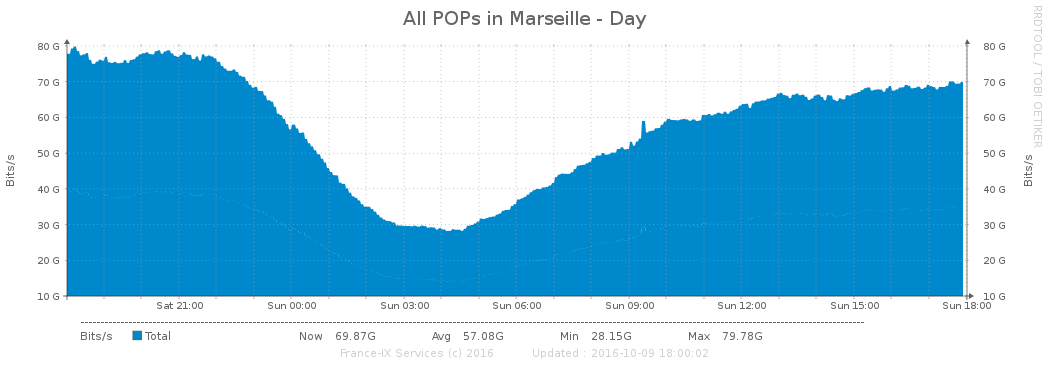 All POPs in Marseille - Day
RRDTOOL / TOBI OETIKER
Bits/s
80 G 80 G
70 G 70 G
60 G 60 G
50 G 50 G
40 G 40 G
30 G 30 G
20 G 20 G
10 G 10 G
Bits/s
Sat 21:00 Sun 00:00 Sun 03:00 Sun 06:00 Sun 09:00 Sun 12:00 Sun 15:00 Sun 18:00
Bits/s Total Now 69.87G Avg 57.08G Min 28.15G Max 79.78G
France-IX Services (c) 2016 Updated : 2016-10-09 18:00:02